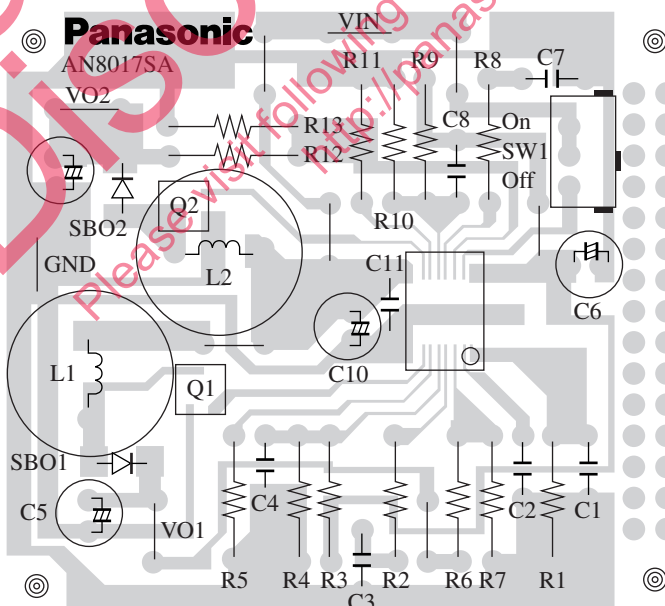 Panasonic
VIN
AN8017SA
R11
R9
R8
C7
VO2
C8
On
R13
SW1
R12
Off
Q2
SBO2
R10
GND
L2
C11
C6
L1
C10
Q1
SBO1
C5
C4
C2
C1
VO1
R5
R4
R3
R2
R6
R7
R1
C3
Please visit following
http://panas